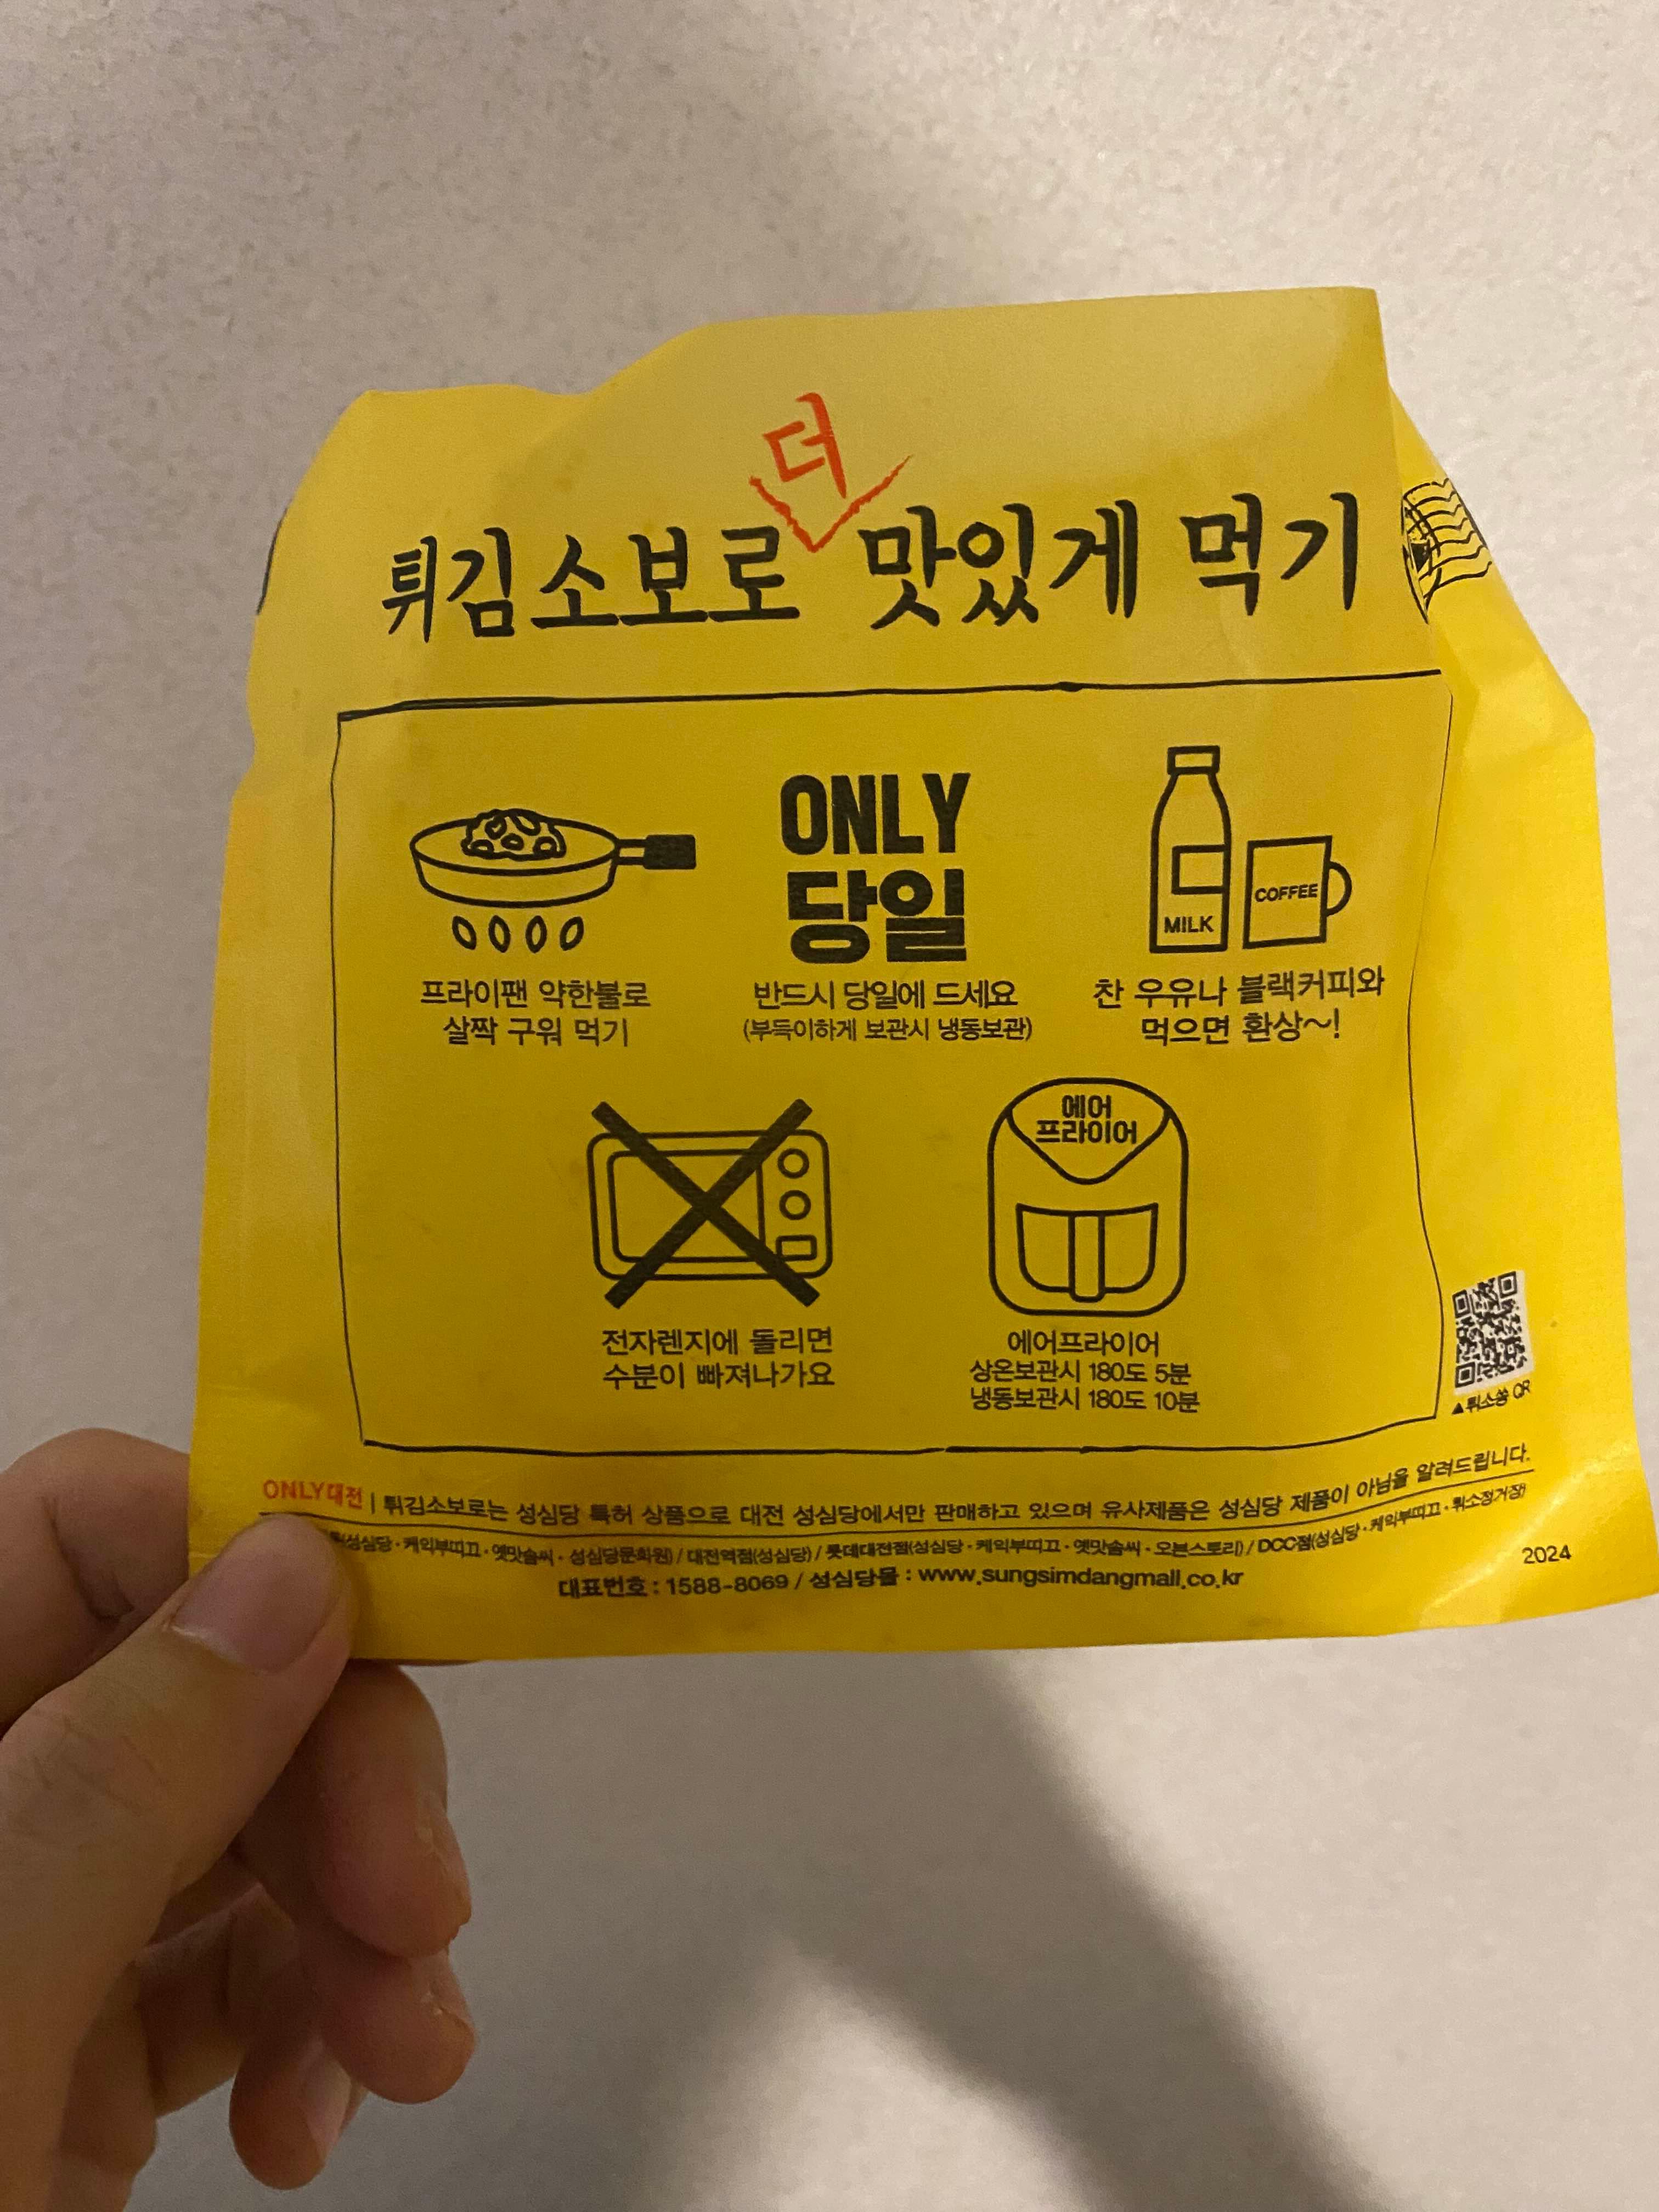 더
튀김소보로 맛있게 먹기
ONLY
당일
MILK
COFFEE
프라이팬 약한불로
살짝 구워 먹기
반드시 당일에 드세요
(부득이하게 보관시 냉동보관)
찬 우유나 블랙커피와
먹으면 환상~!
에어
프라이어
전자렌지에 돌리면
수분이 빠져나가요
에어프라이어
상온보관시 180도 5분
냉동보관시 180도 10분
▲튀소쏭 QR
ONLY대전 | 튀김소보로는 성심당 특허 상품으로 대전 성심당에서만 판매하고 있으며 유사제품은 성심당 제품이 아님을 알려드립니다.
(성심당·케익부띠끄·옛맛솜씨·성심당문화원) / 대전역점(성심당) / 롯데대전점(성심당·케익부띠끄·옛맛솜씨·오븐스토리) / DCC점(성심당·케익부띠끄·튀소정거장)
대표번호 : 1588-8069 / 성심당몰 : www.sungsimdangmall.co.kr
2024